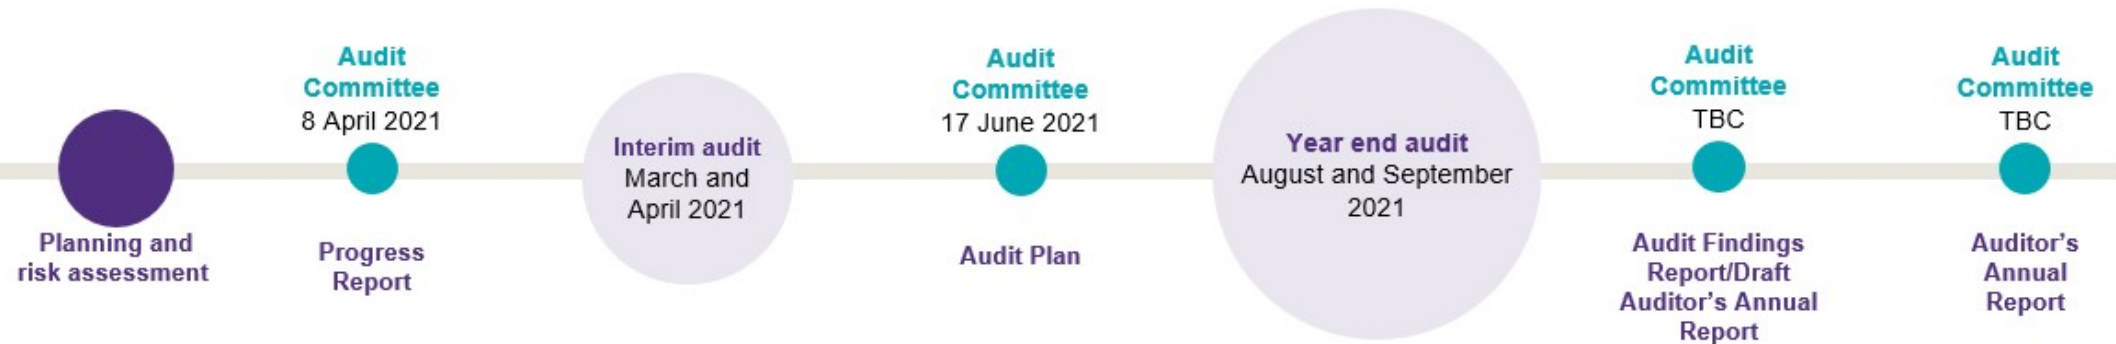 Planning and
risk assessment
Audit
Committee
8 April 2021
Progress
Report
Interim audit
March and
April 2021
Audit
Committee
17 June 2021
Audit Plan
Year end audit
August and September
2021
Audit
Committee
TBC
Audit Findings
Report/Draft
Auditor’s Annual
Report
Audit
Committee
TBC
Auditor’s
Annual
Report